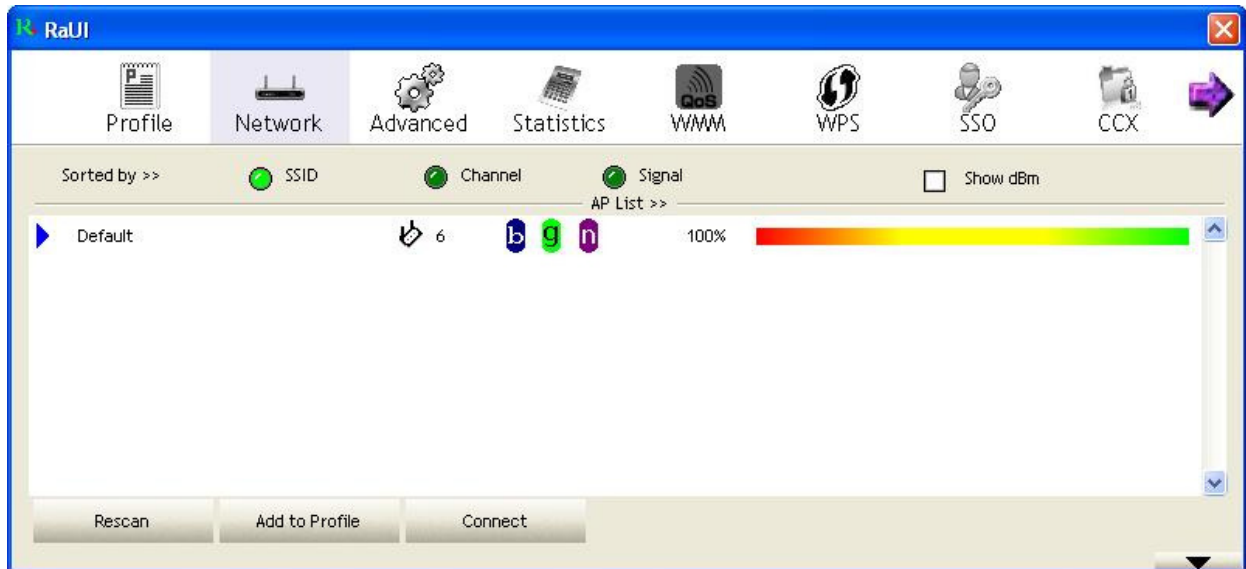 RaUI
Profile Network Advanced Statistics QoS WMM WPS SSO CCX
Sorted by >> SSID Channel Signal Show dBm
AP List >>
Default 6 b g n 100%
Rescan Add to Profile Connect